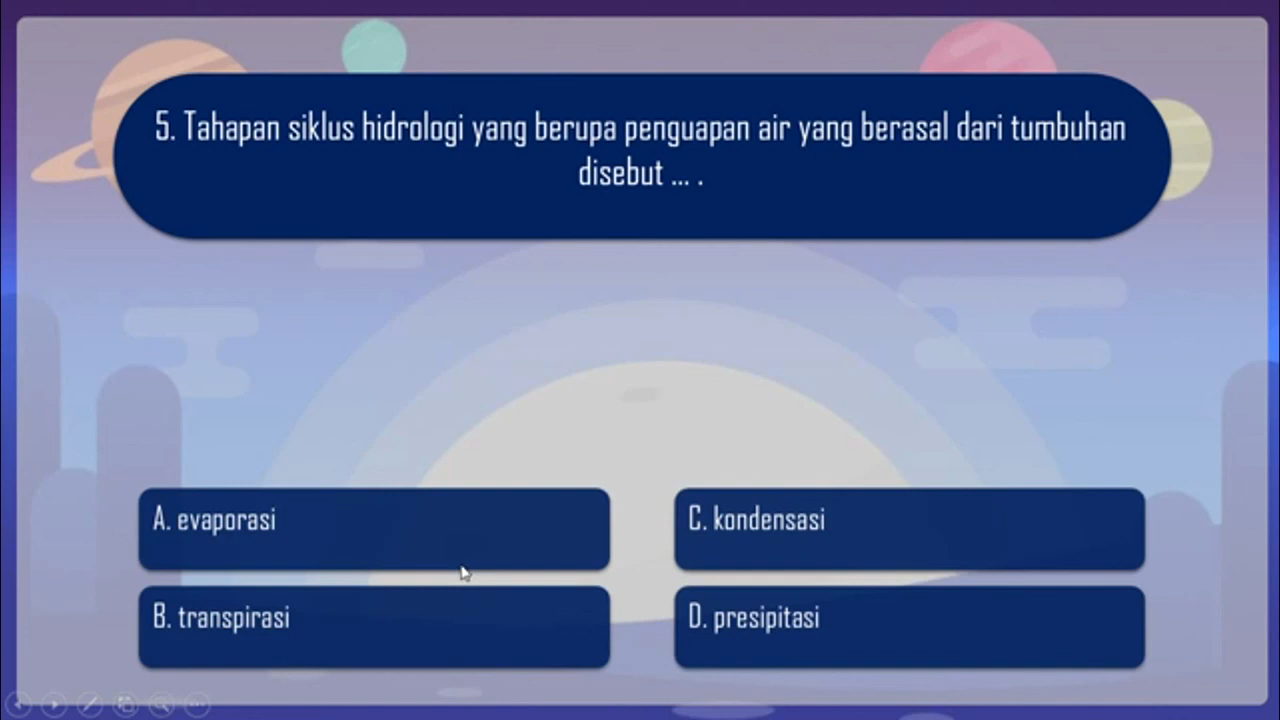 5. Tahapan siklus hidrologi yang berupa penguapan air yang berasal dari tumbuhan
disebut ... .
A. evaporasi
C. kondensasi
B. transpirasi
D. presipitasi